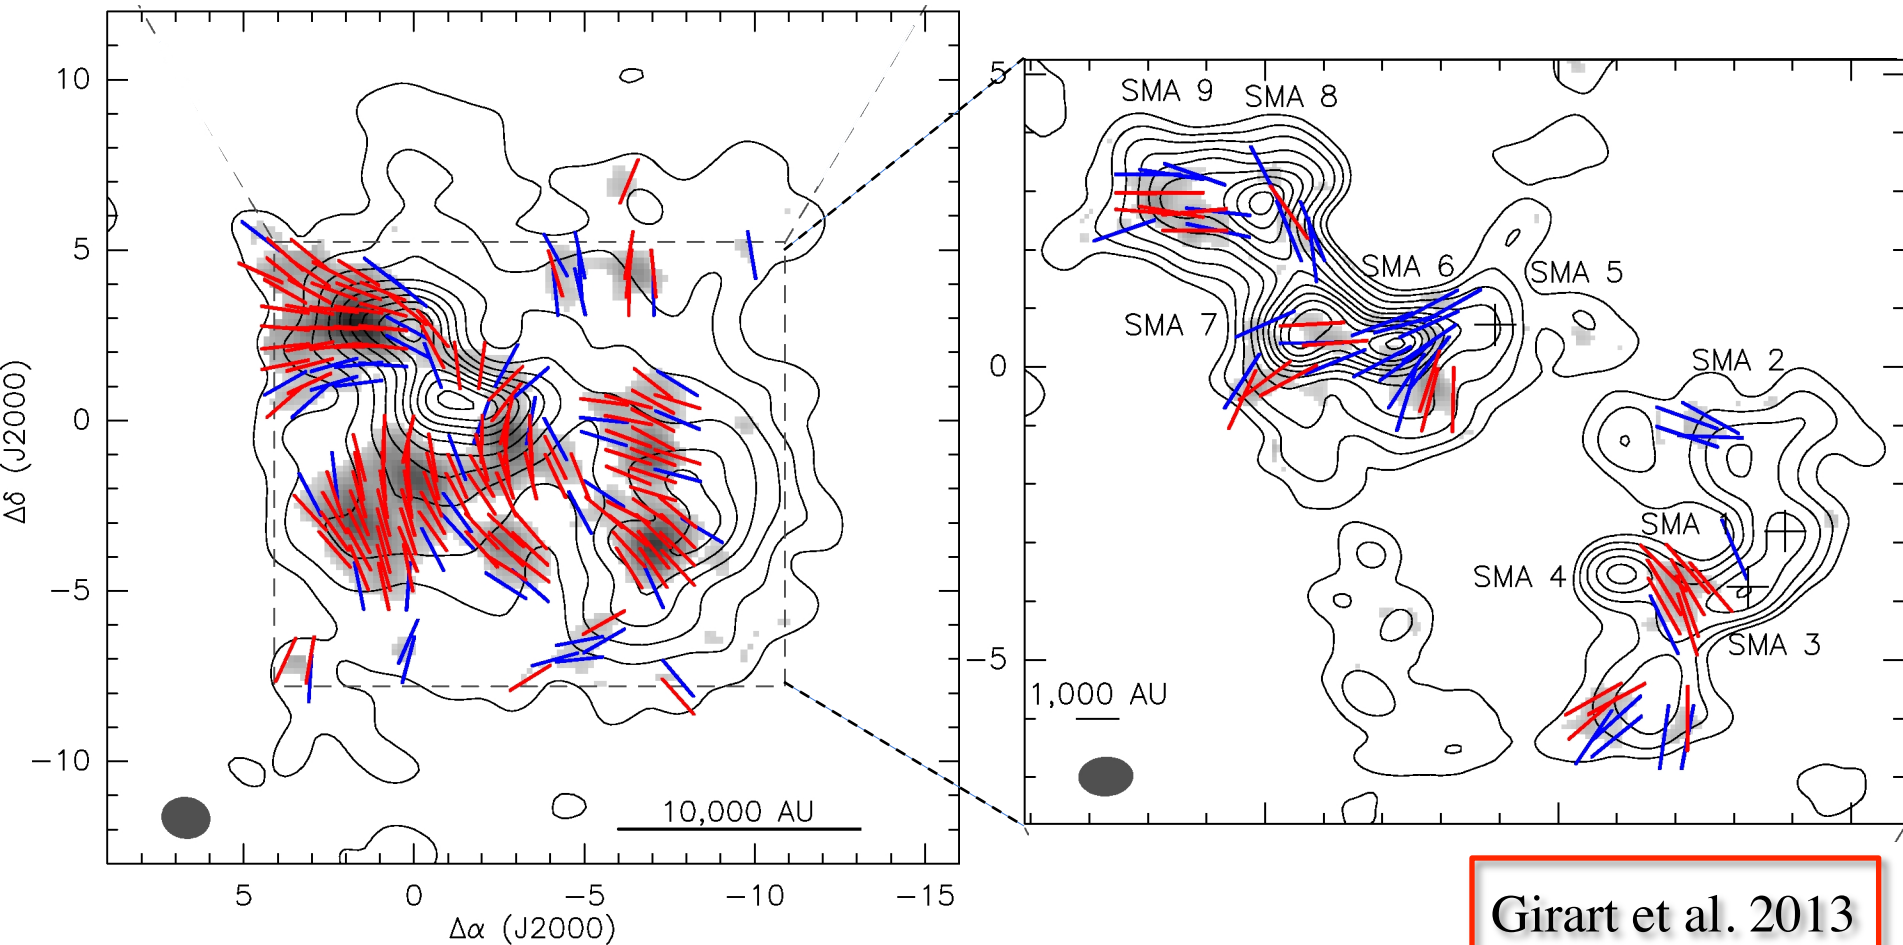 10
5
0
−5
−10
Δδ (J2000)
5
0
−5
−10
−15
Δα (J2000)
10,000 AU
5
0
−5
SMA 9
SMA 8
SMA 6
SMA 5
SMA 7
SMA 2
SMA 1
SMA 4
SMA 3
1,000 AU
Girart et al. 2013